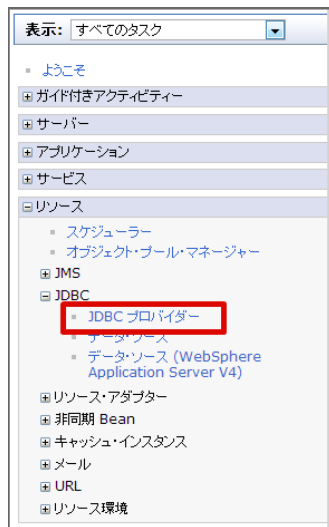 表示: すべてのタスク
ようこそ
ガイド付きアクティビティー
サーバー
アプリケーション
サービス
リソース
スケジューラー
オブジェクト・プール・マネージャー
JMS
JDBC
JDBC プロバイダー
データ・ソース
データ・ソース (WebSphere
Application Server V4)
リソース・アダプター
非同期 Bean
キャッシュ・インスタンス
メール
URL
リソース環境